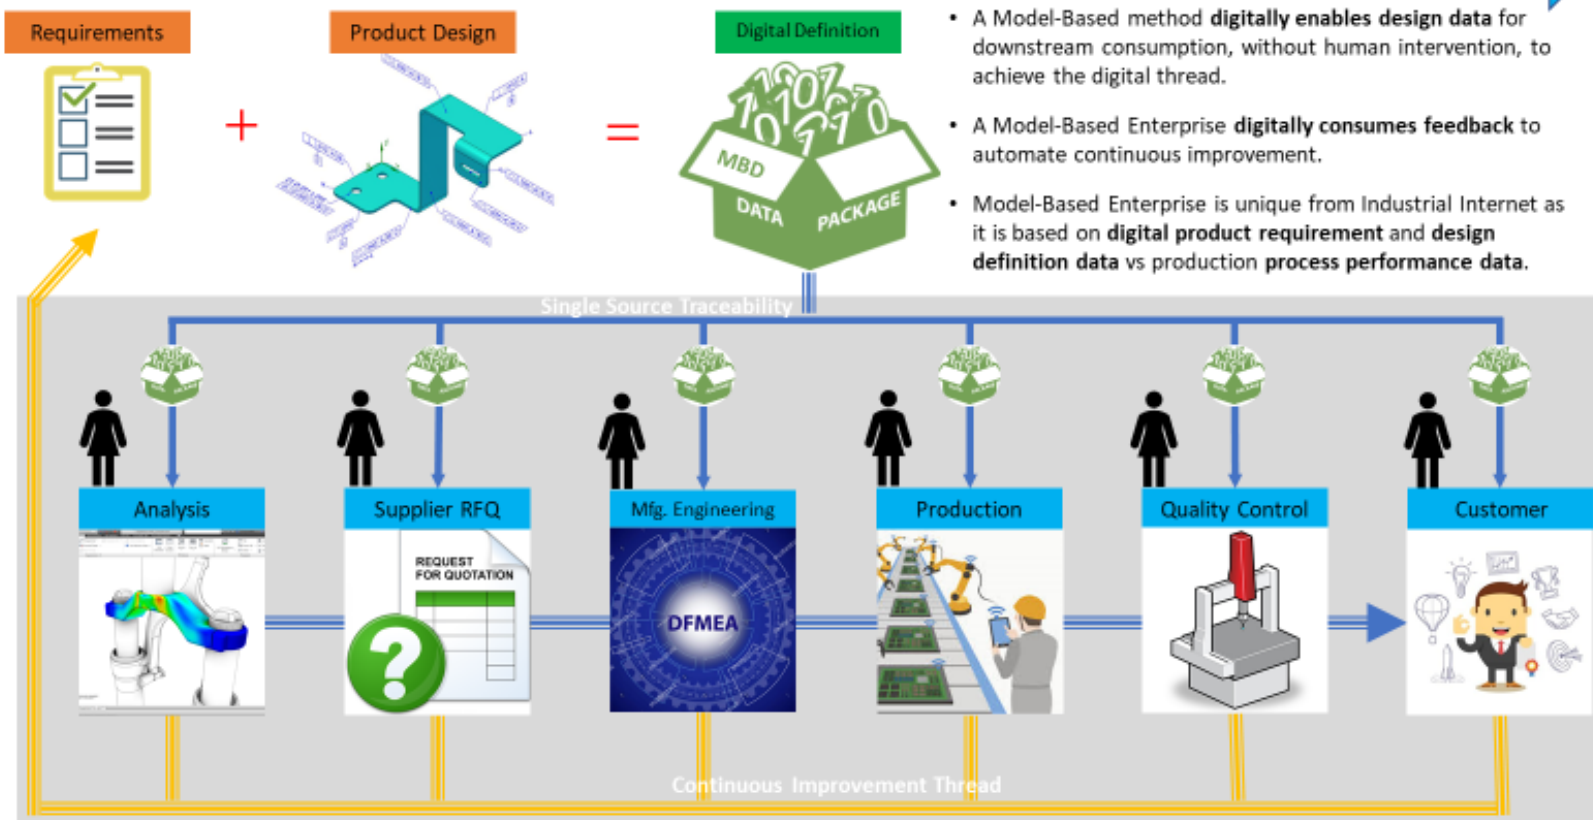 Requirements
Product Design
Digital Definition
MBD
DATA
PACKAGE
• A Model-Based method digitally enables design data for
downstream consumption, without human intervention, to
achieve the digital thread.
• A Model-Based Enterprise digitally consumes feedback to
automate continuous improvement.
• Model-Based Enterprise is unique from Industrial Internet as
it is based on digital product requirement and design
definition data vs production process performance data.
Single Source Traceability
Analysis
Supplier RFQ
Mfg. Engineering
Production
Quality Control
Customer
REQUEST
FOR QUOTATION
?
DFMEA
Continuous Improvement Thread